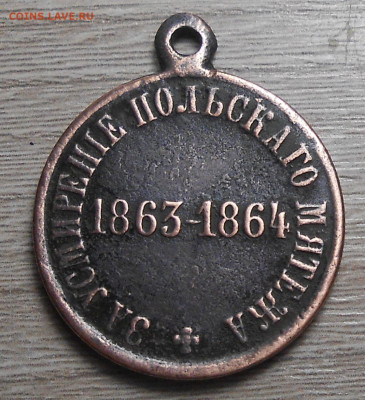 COINS.LAVE.RU
ЗА УСМИРЕНІЕ ПОЛЬСКАГО МЯТЕЖА
1863-1864